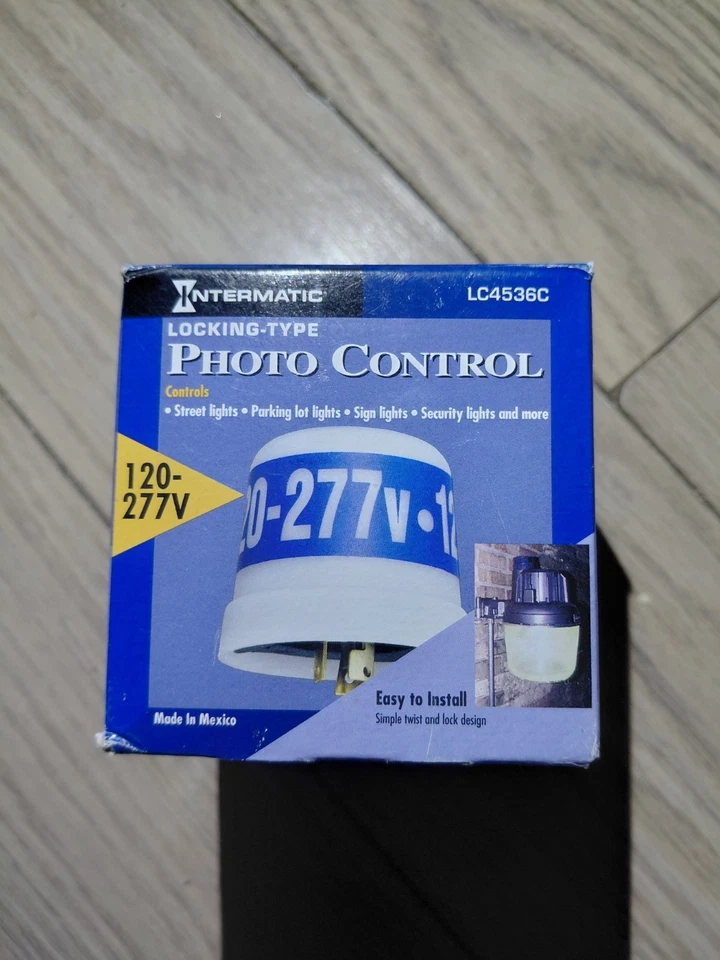 INTERMATIC LC4536C
LOCKING-TYPE
PHOTO CONTROL
Controls
• Street lights • Parking lot lights • Sign lights • Security lights and more
120-
277V
20-277v•12
Easy to Install
Made In Mexico
Simple twist and lock design